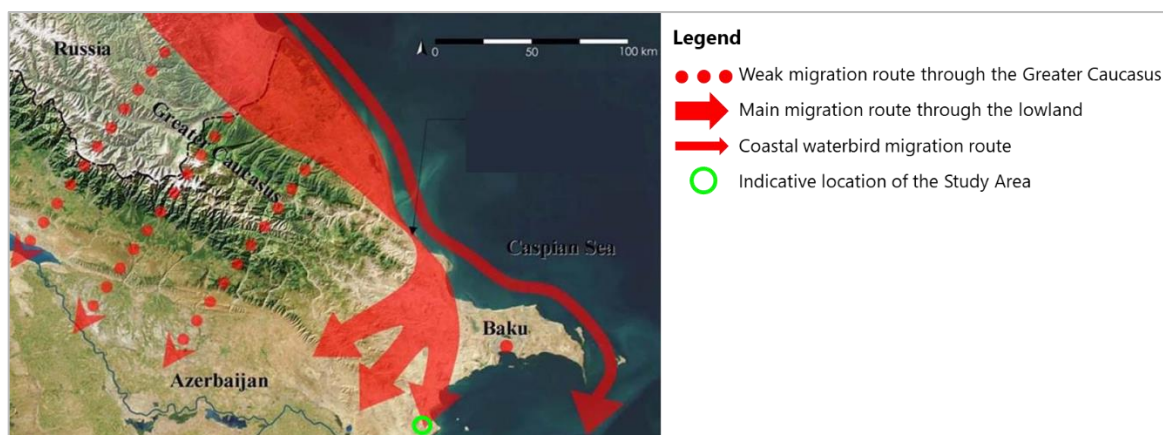 Russia
0 50 100 km
Greater Caucasus
Caspian Sea
Baku
Azerbaijan
Legend
Weak migration route through the Greater Caucasus
Main migration route through the lowland
Coastal waterbird migration route
Indicative location of the Study Area